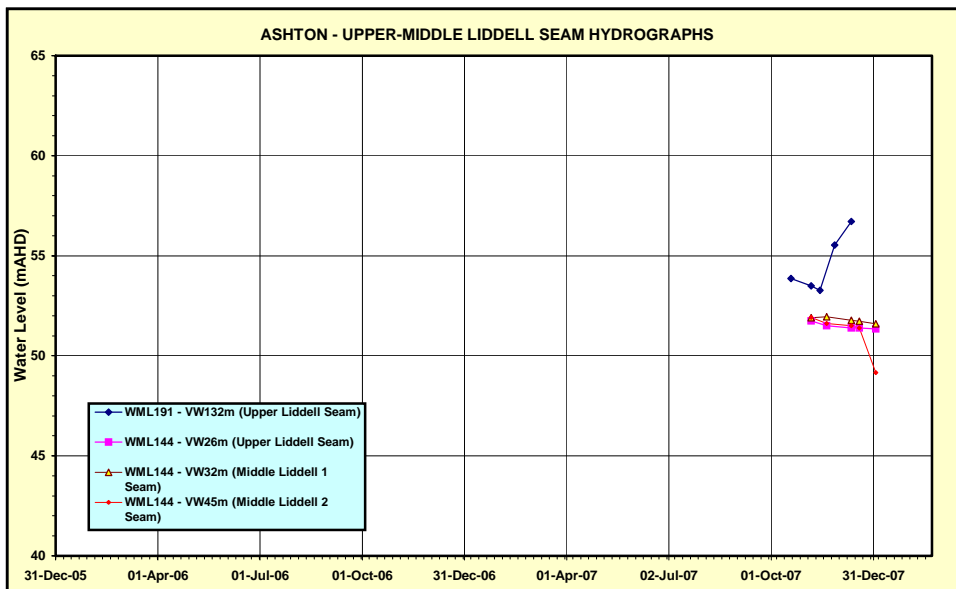 ASHTON - UPPER-MIDDLE LIDDELL SEAM HYDROGRAPHS
65
60
55
50
45
40
Water Level (mAHD)
WML191 - VW132m (Upper Liddell Seam)
WML144 - VW26m (Upper Liddell Seam)
WML144 - VW32m (Middle Liddell 1
Seam)
WML144 - VW45m (Middle Liddell 2
Seam)
31-Dec-05 01-Apr-06 01-Jul-06 01-Oct-06 31-Dec-06 01-Apr-07 02-Jul-07 01-Oct-07 31-Dec-07